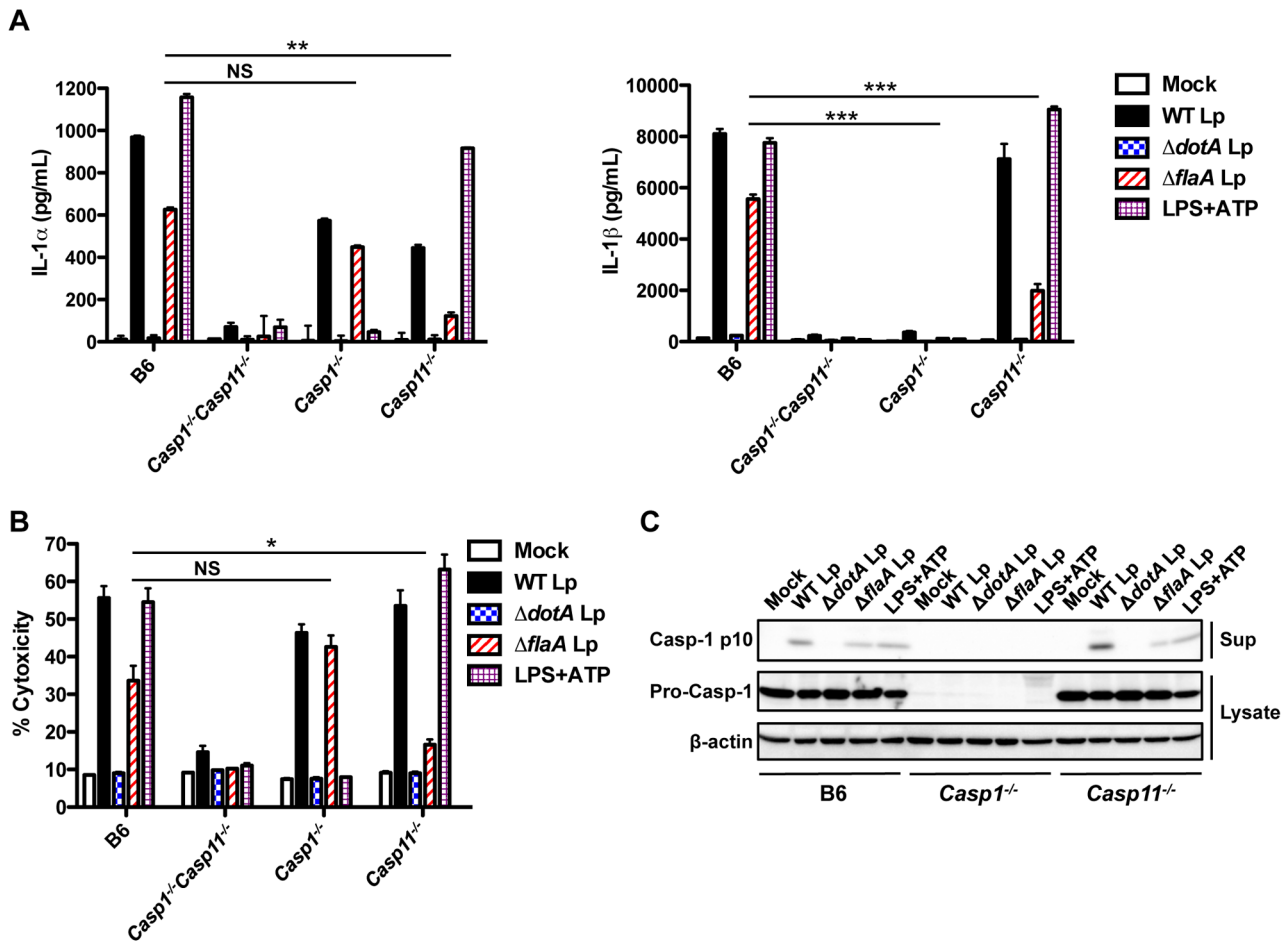 A
**
NS
IL-1α (pg/mL)
1200
1000
800
600
400
200
0
B6
Casp1-/-Casp11-/-
Casp1-/-
Casp11-/-
***
***
IL-1β (pg/mL)
10000
8000
6000
4000
2000
0
B6
Casp1-/-Casp11-/-
Casp1-/-
Casp11-/-
Mock
WT Lp
ΔdotA Lp
ΔflaA Lp
LPS+ATP
B
*
NS
% Cytoxicity
70
60
50
40
30
20
10
0
B6
Casp1-/-Casp11-/-
Casp1-/-
Casp11-/-
Mock
WT Lp
ΔdotA Lp
ΔflaA Lp
LPS+ATP
C
Mock WT Lp ΔdotA Lp ΔflaA Lp LPS+ATP Mock WT Lp ΔdotA Lp ΔflaA Lp LPS+ATP Mock WT Lp ΔdotA Lp ΔflaA Lp LPS+ATP
Casp-1 p10 Sup
Pro-Casp-1
Lysate
β-actin
B6 Casp1-/- Casp11-/-